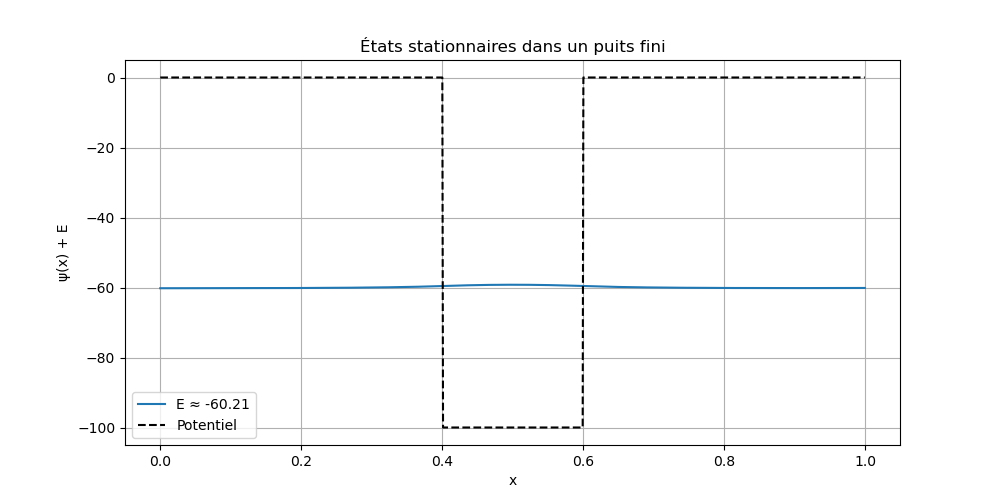 États stationnaires dans un puits fini
ψ(x) + E
0
−20
−40
−60
−80
−100
E ≈ -60.21
Potentiel
0.0 0.2 0.4 0.6 0.8 1.0
x